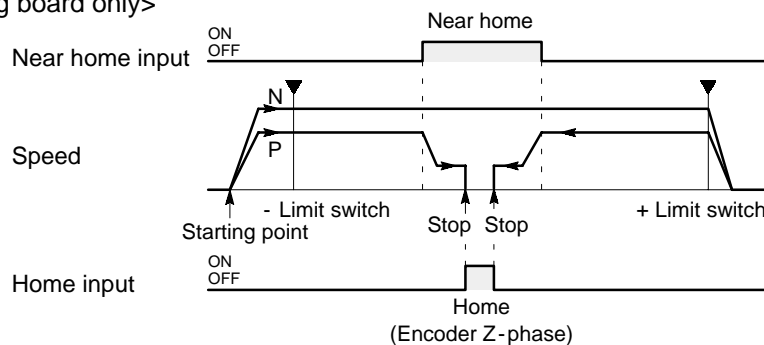 g board only>
Near home
ON
OFF
Near home input
N
P
Speed
- Limit switch
+ Limit switch
Stop
Stop
Starting point
ON
OFF
Home input
Home
(Encoder Z-phase)